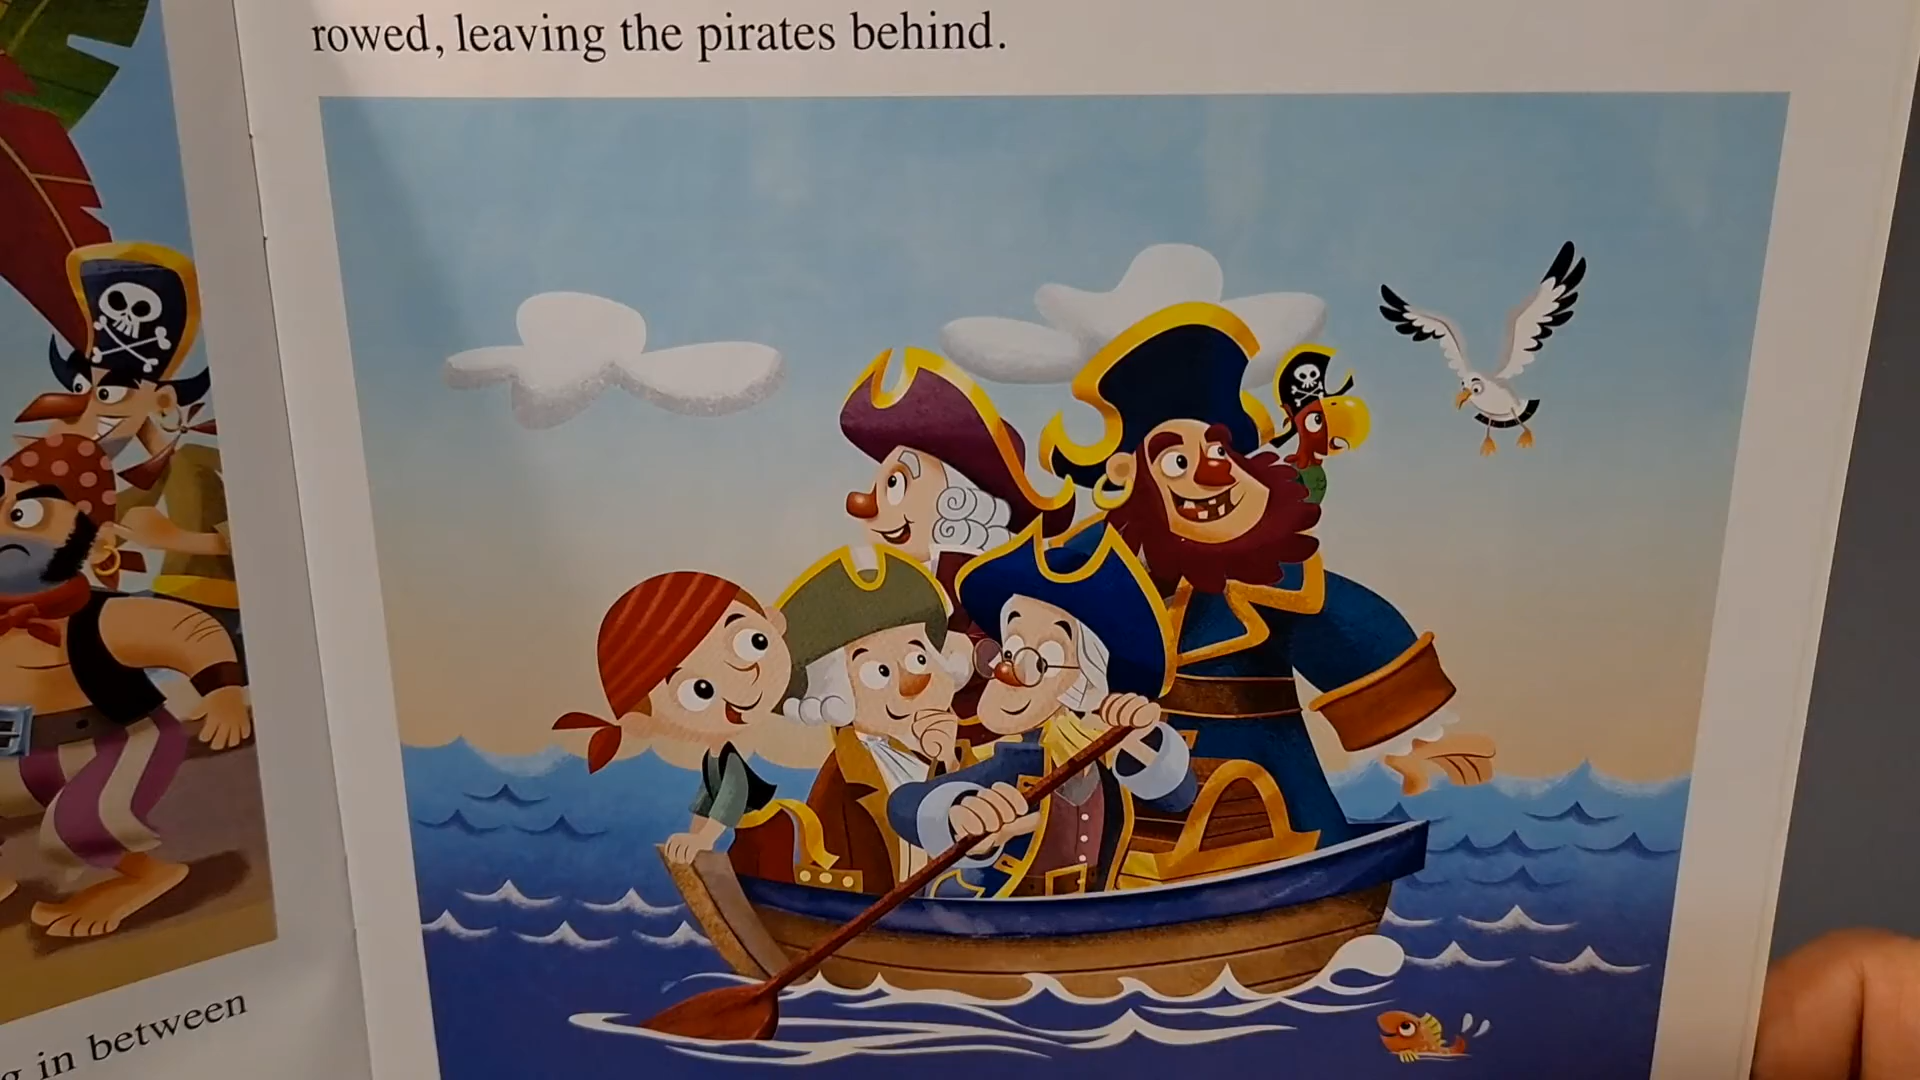 rowed, leaving the pirates behind.
in between